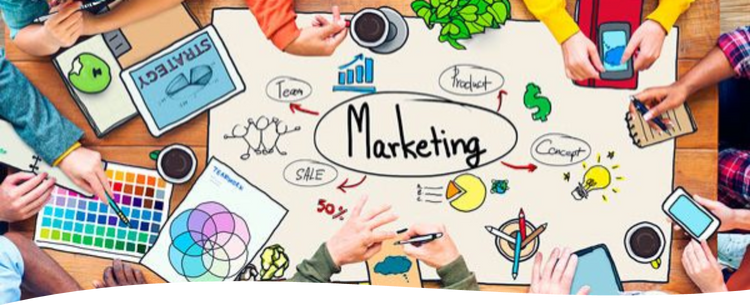 STRATEGY
Team
Product
Marketing
SALE
Concept
TEAMWORK
50%